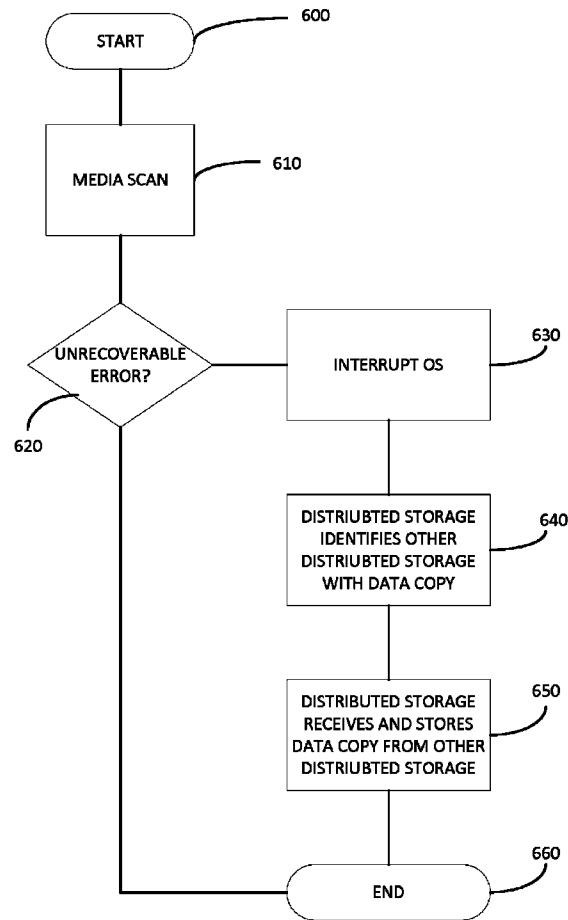 START
600
MEDIA SCAN
610
UNRECOVERABLE
ERROR?
620
INTERRUPT OS
630
DISTRIUBTED STORAGE
IDENTIFIES OTHER
DISTRIUBTED STORAGE
WITH DATA COPY
640
DISTRIBUTED STORAGE
RECEIVES AND STORES
DATA COPY FROM OTHER
DISTRIUBTED STORAGE
650
END
660